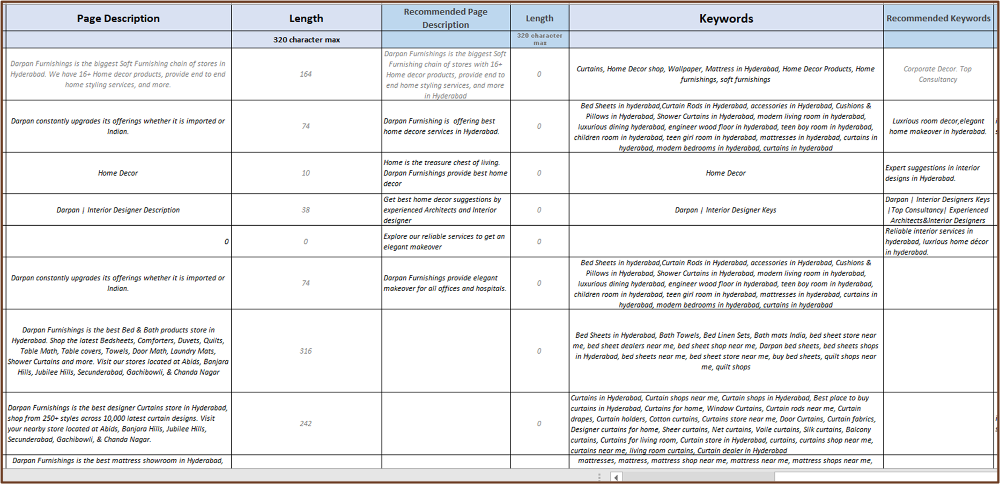 Page Description
Length
Recommended Page
Description
Length
Keywords
Recommended Keywords
320 character max
320 character
max
Darpan Furnishings is the biggest Soft Furnishing chain of stores in
Hyderabad. We have 16+ Home decor products, provide end to end
home styling services, and more.
164
Darpan Furnishings is the biggest Soft
Furnishing chain of stores with 16+
Home decor products, provide end to
end home styling services, and more
in Hyderabad
0
Curtains, Home Decor shop, Wallpaper, Mattress in Hyderabad, Home Decor Products, Home
furnishings, soft furnishings
Corporate Decor. Top
Consultancy
Darpan constantly upgrades its offerings whether it is imported or
Indian.
74
Darpan Furnishing is  offering best
home decore services in Hyderabad.
0
Bed Sheets in hyderabad,Curtain Rods in Hyderabad, accessories in Hyderabad, Cushions &
Pillows in Hyderabad, Shower Curtains in Hyderabad, modern living room in hyderabad,
luxurious dining hyderabad, engineer wood floor in hyderabad, teen boy room in hyderabad,
children room in hyderabad, teen girl room in hyderabad, mattresses in hyderabad, curtains in
hyderabad, modern bedrooms in hyderabad, curtains in hyderabad
Luxrious room decor,elegant
home makeover in hyderabad.
Home Decor
10
Home is the treasure chest of living.
Darpan Furnishings provide best home
decor
0
Home Decor
Expert suggestions in interior
designs in Hyderabad.
Darpan | Interior Designer Description
38
Get best home decor suggestions by
experienced Architects and Interior
designer
0
Darpan | Interior Designer Keys
Darpan | Interior Designers Keys
|Top Consultancy| Experienced
Architects&Interior Designers
0
0
Explore our reliable services to get an
elegant makeover
0
Reliable interior services in
hyderabad, luxrious home décor
in hyderabad.
Darpan constantly upgrades its offerings whether it is imported or
Indian.
74
Darpan Furnishings provide elegant
makeover for all offices and hospitals.
0
Bed Sheets in hyderabad,Curtain Rods in Hyderabad, accessories in Hyderabad, Cushions &
Pillows in Hyderabad, Shower Curtains in Hyderabad, modern living room in hyderabad,
luxurious dining hyderabad, engineer wood floor in hyderabad, teen boy room in hyderabad,
children room in hyderabad, teen girl room in hyderabad, mattresses in hyderabad, curtains in
hyderabad, modern bedrooms in hyderabad, curtains in hyderabad
Darpan Furnishings is the best Bed & Bath products store in
Hyderabad. Shop the latest Bedsheets, Comforters, Duvets, Quilts,
Table Math, Table covers, Towels, Door Math, Laundry Mats,
Shower Curtains and more. Visit our stores located at Abids, Banjara
Hills, Jubilee Hills, Secunderabad, Gachibowli, & Chanda Nagar
316
0
Bed Sheets in Hyderabad, Bath Towels, Bed Linen Sets, Bath mats India, bed sheet store near
me, bed sheet dealers near me, bed sheet shop near me, Darpan bed sheets, bed sheets shops
in Hyderabad, bed sheets near me, bed sheet store near me, buy bed sheets, quilt shops near
me, quilt shops
Darpan Furnishings is the best designer Curtains store in Hyderabad,
shop from 250+ styles across 10,000 latest curtain designs. Visit
your nearby store located at Abids, Banjara Hills, Jubilee Hills,
Secunderabad, Gachibowli, & Chanda Nagar.
242
0
Curtains in Hyderabad, Curtain shops near me, Curtain shops in Hyderabad, Best place to buy
curtains in Hyderabad, Curtains for home, Window Curtains, Curtain rods near me, Curtain
drapes, Curtain holders, Cotton curtains, Curtains store near me, Door Curtains, Curtain fabrics,
Designer curtains for home, Sheer curtains, Net curtains, Voile curtains, Silk curtains, Balcony
curtains, Curtains for living room, Curtain store in Hyderabad, curtains, curtains shop near me,
curtains near me, living room curtains, Curtain dealer in Hyderabad
Darpan Furnishings is the best mattress showroom in Hyderabad,
mattresses, mattress, mattress shop near me, mattress near me, mattress shops near me,